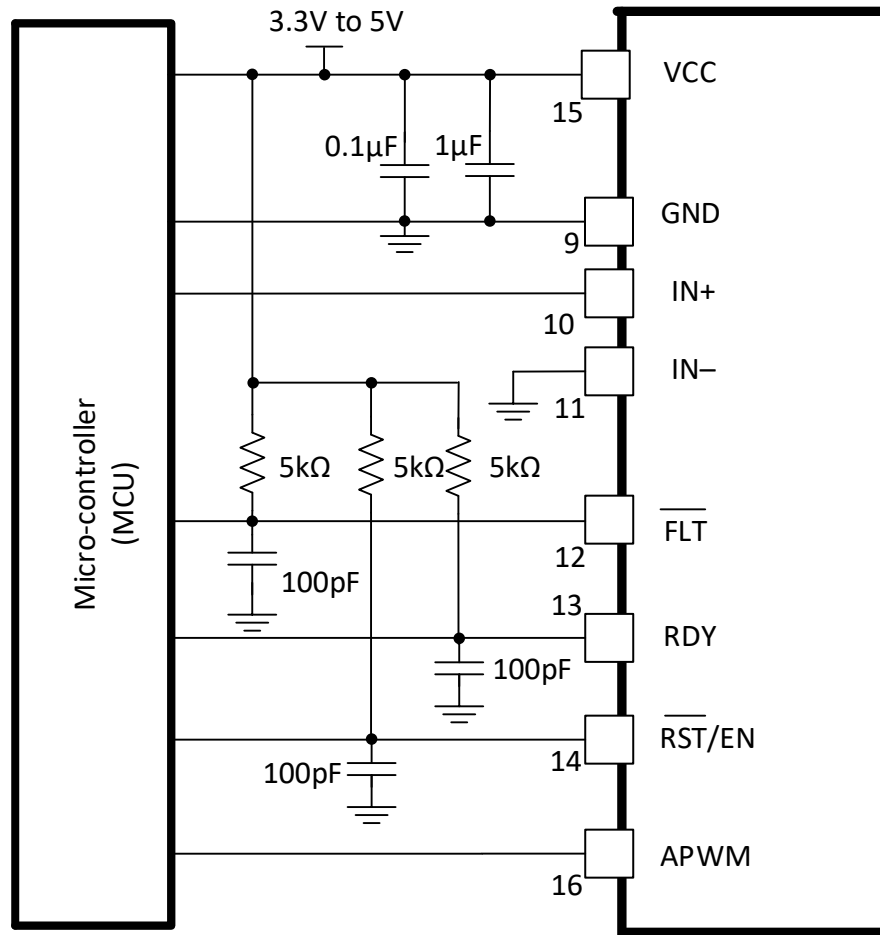 3.3V to 5V
VCC
15
0.1µF
1µF
GND
9
IN+
10
IN–
11
Micro-controller
(MCU)
5kΩ
5kΩ
5kΩ
FLT
12
100pF
13
RDY
100pF
RST/EN
14
100pF
APWM
16